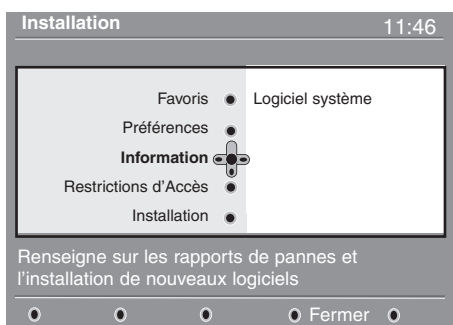 Installation 11:46
Favoris Logiciel système
Préférences
Information
Restrictions d'Accès
Installation
Renseigne sur les rapports de pannes et
l'installation de nouveaux logiciels
Fermer